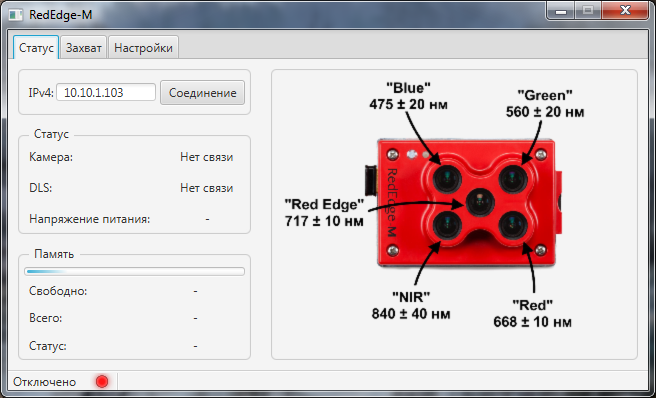 RedEdge-M
Статус Захват Настройки
IPv4: 10.10.1.103 Соединение
Статус
Камера: Нет связи
DLS: Нет связи
Напряжение питания: -
Память
Свободно: -
Всего: -
Статус: -
"Blue"
475 ± 20 нм
"Green"
560 ± 20 нм
"Red Edge"
717 ± 10 нм
RedEdge-M
"NIR"
840 ± 40 нм
"Red"
668 ± 10 нм
Отключено